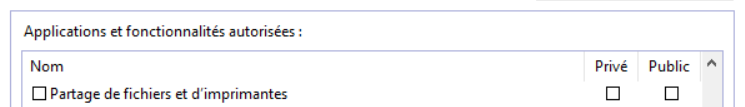 Applications et fonctionnalités autorisées :
Nom Privé Public
Partage de fichiers et d'imprimantes